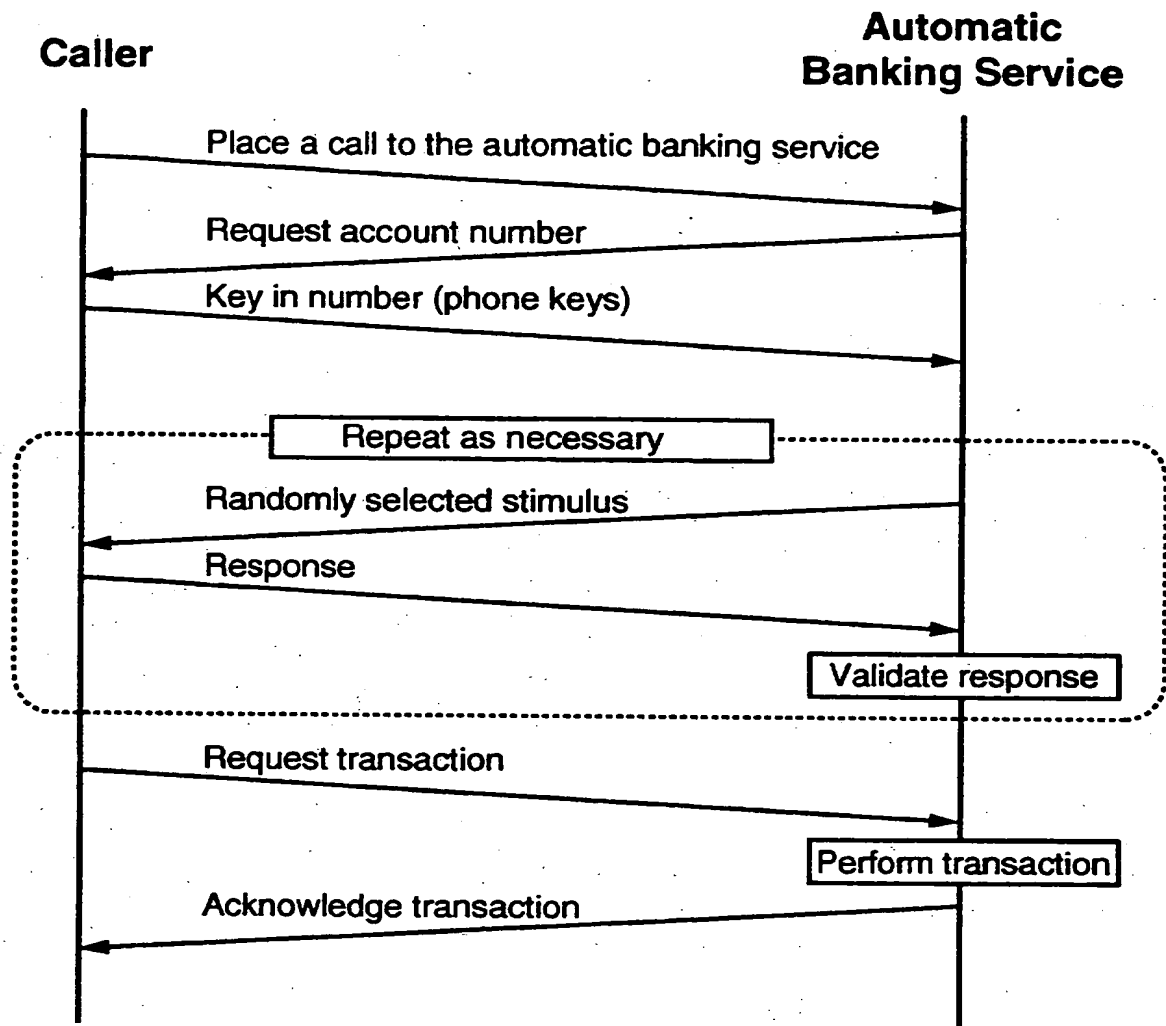 Caller
Automatic
Banking Service
Place a call to the automatic banking service
Request account number
Key in number (phone keys)
Repeat as necessary
Randomly selected stimulus
Response
Validate response
Request transaction
Perform transaction
Acknowledge transaction